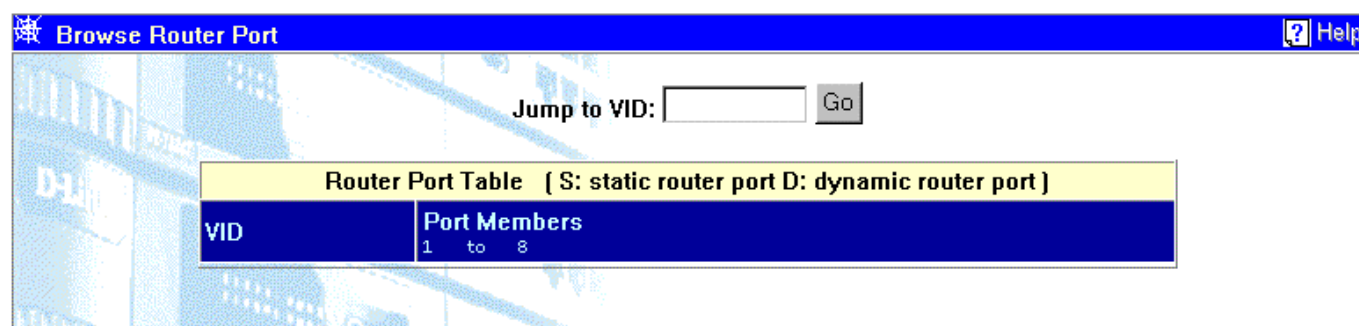 Browse Router Port
? Help
Jump to VID: Go
Router Port Table ( S: static router port D: dynamic router port )
VID
Port Members
1 to 8